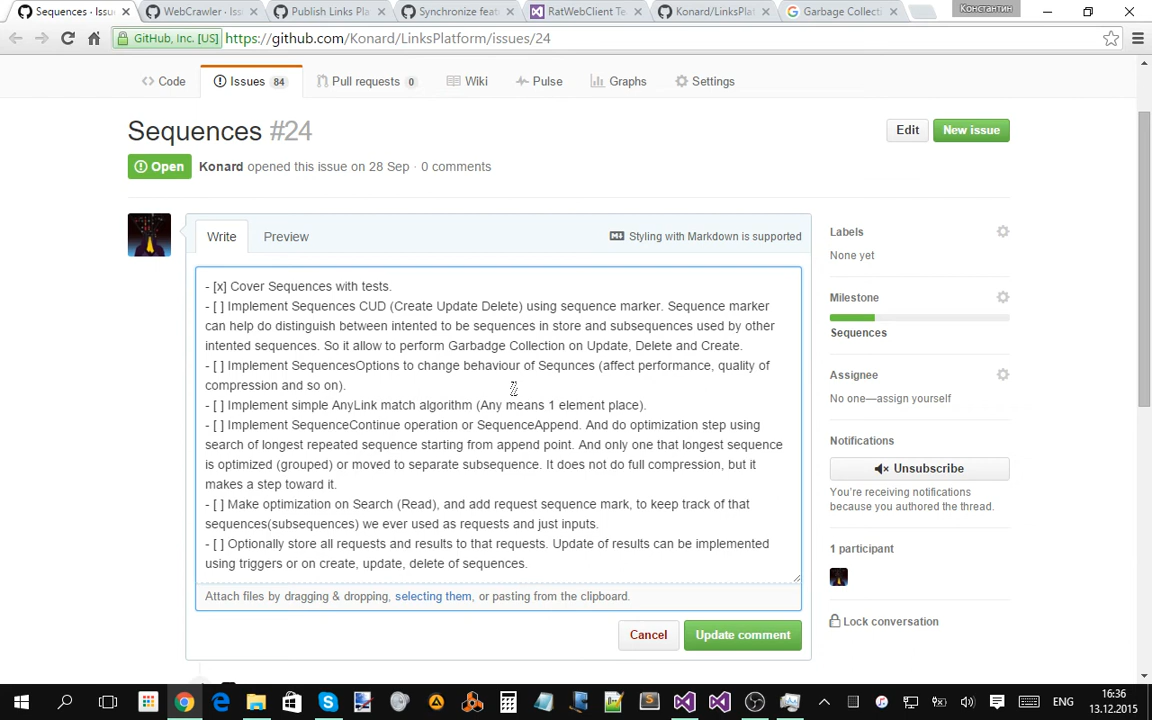 Sequences · Issu
WebCrawler · Iss
Publish Links Pla
Synchronize feat
RatWebClient Te
Konard/LinksPlat
Garbage Collecti
Константин
GitHub, Inc. [US]
https://github.com/Konard/LinksPlatform/issues/24
Code
Issues 84
Pull requests 0
Wiki
Pulse
Graphs
Settings
Sequences #24
Edit
New issue
Open
Konard opened this issue on 28 Sep · 0 comments
Write
Preview
Styling with Markdown is supported
- [x] Cover Sequences with tests.
- [ ] Implement Sequences CUD (Create Update Delete) using sequence marker. Sequence marker
can help do distinguish between intented to be sequences in store and subsequences used by other
intented sequences. So it allow to perform Garbadge Collection on Update, Delete and Create.
- [ ] Implement SequencesOptions to change behaviour of Sequnces (affect performance, quality of
compression and so on).
- [ ] Implement simple AnyLink match algorithm (Any means 1 element place).
- [ ] Implement SequenceContinue operation or SequenceAppend. And do optimization step using
search of longest repeated sequence starting from append point. And only one that longest sequence
is optimized (grouped) or moved to separate subsequence. It does not do full compression, but it
makes a step toward it.
- [ ] Make optimization on Search (Read), and add request sequence mark, to keep track of that
sequences(subsequences) we ever used as requests and just inputs.
- [ ] Optionally store all requests and results to that requests. Update of results can be implemented
using triggers or on create, update, delete of sequences.
Attach files by dragging & dropping, selecting them, or pasting from the clipboard.
Cancel
Update comment
Labels
None yet
Milestone
Sequences
Assignee
No one—assign yourself
Notifications
Unsubscribe
You're receiving notifications
because you authored the thread.
1 participant
Lock conversation
ENG
16:36
13.12.2015